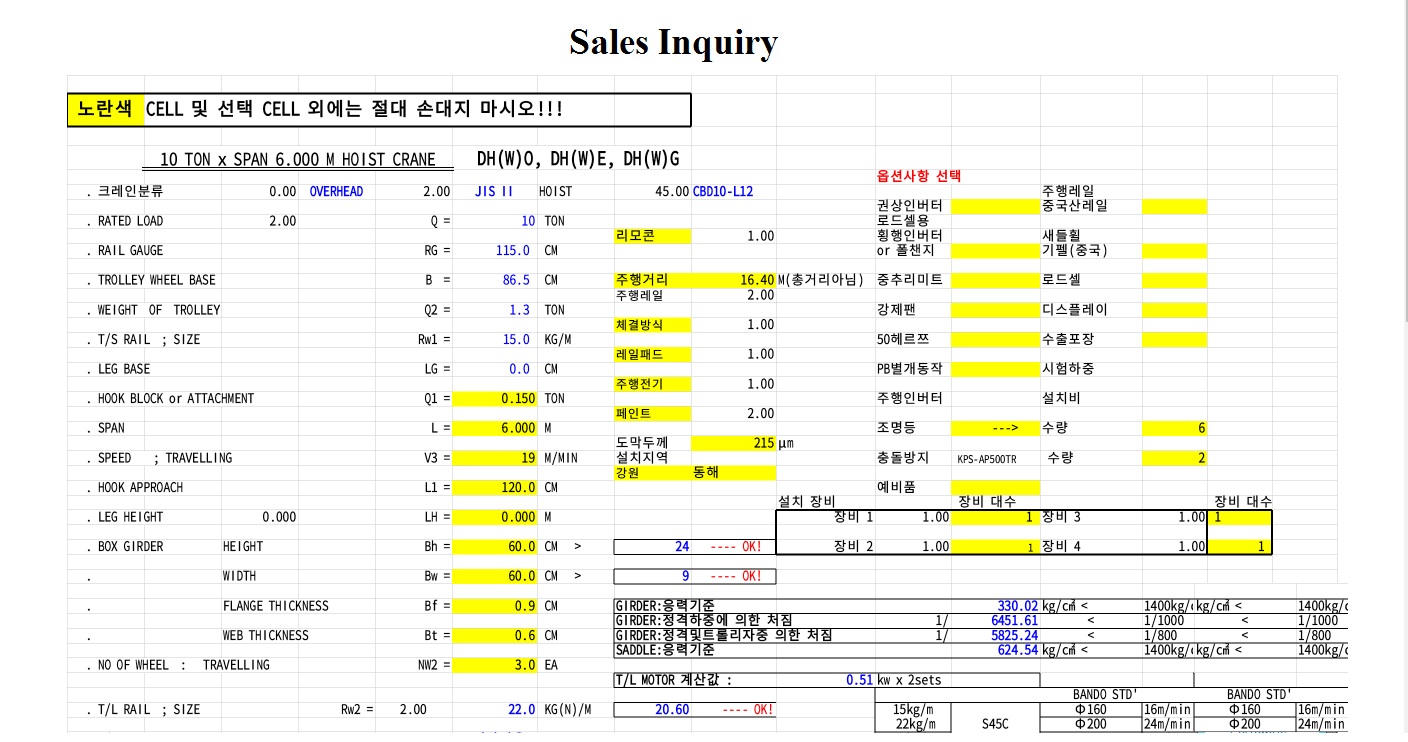 Sales Inquiry
노란색 CELL 및 선택 CELL 외에는 절대 손대지 마시오!!!
10 TON x SPAN 6.000 M HOIST CRANE DH(W)O, DH(W)E, DH(W)G
옵션사항 선택
. 크레인분류 0.00 OVERHEAD 2.00 JIS II HOIST 45.00 CBD10-L12 주행레일
권상인버터 중국산레일
. RATED LOAD 2.00 Q = 10 TON 로드셀용
리모콘 1.00 횡행인버터 새들휠
. RAIL GAUGE RG = 115.0 CM or 폴챈지 기펠(중국)
. TROLLEY WHEEL BASE B = 86.5 CM 주행거리 16.40 M(총거리아님) 중추리미트 로드셀
주행레일 2.00
. WEIGHT OF TROLLEY Q2 = 1.3 TON 강제팬 디스플레이
체결방식 1.00
. T/S RAIL ; SIZE Rw1 = 15.0 KG/M 50헤르쯔 수출포장
레일패드 1.00
. LEG BASE LG = 0.0 CM PB별개동작 시험하중
주행전기 1.00
. HOOK BLOCK or ATTACHMENT Q1 = 0.150 TON 주행인버터 설치비
페인트 2.00
. SPAN L = 6.000 M 조명등 ---> 수량 6
도막두께 215 µm
. SPEED ; TRAVELLING V3 = 19 M/MIN 설치지역 충돌방지 KPS-AP500TR 수량 2
강원 동해
. HOOK APPROACH L1 = 120.0 CM 예비품
설치 장비 장비 대수 장비 대수
. LEG HEIGHT 0.000 LH = 0.000 M 장비 1 1.00 1 장비 3 1.00 1
. BOX GIRDER HEIGHT Bh = 60.0 CM > 24 ---- OK! 장비 2 1.00 1 장비 4 1.00 1
. WIDTH Bw = 60.0 CM > 9 ---- OK!
. FLANGE THICKNESS Bf = 0.9 CM GIRDER:응력기준 330.02 kg/㎠ < 1400kg/ kg/㎠ < 1400kg/
GIRDER:정격하중에 의한 처짐 1/ 6451.61 < 1/1000 < 1/1000
. WEB THICKNESS Bt = 0.6 CM GIRDER:정격및트롤리자중 의한 처짐 1/ 5825.24 < 1/800 < 1/800
SADDLE:응력기준 624.54 kg/㎠ < 1400kg/ kg/㎠ < 1400kg/
. NO OF WHEEL : TRAVELLING NW2 = 3.0 EA
T/L MOTOR 계산값 : 0.51 kw x 2sets
BANDO STD' BANDO STD'
. T/L RAIL ; SIZE Rw2 = 2.00 22.0 KG(N)/M 20.60 ---- OK! 15kg/m Φ160 16m/min Φ160 16m/min
22kg/m S45C Φ200 24m/min Φ200 24m/min